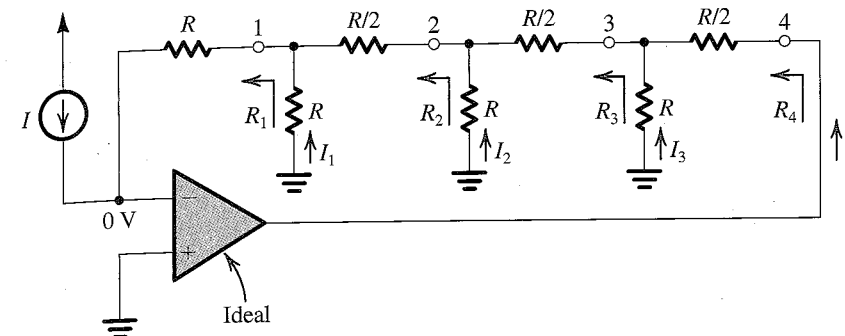 R 1 R/2 2 R/2 3 R/2 4
I R₁ R R₂ R R₃ R R₄
I₁ I₂ I₃
0 V
−
+
Ideal